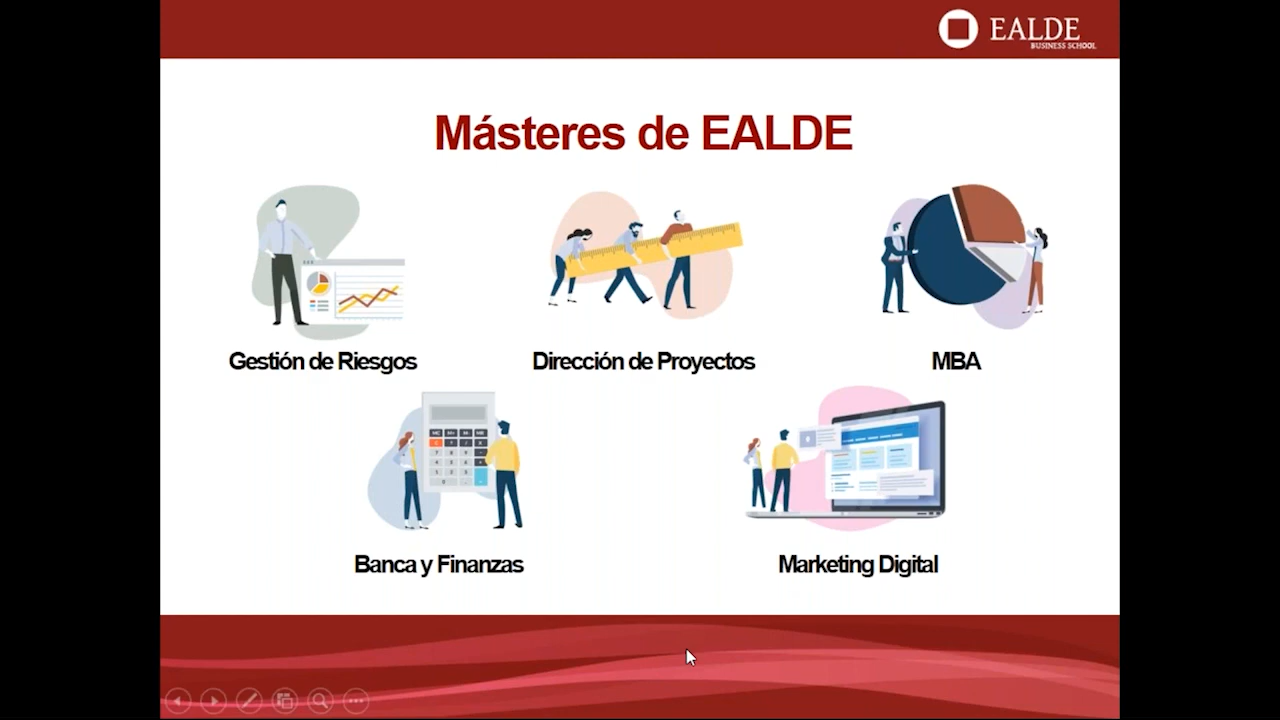 EALDE
BUSINESS SCHOOL
Másteres de EALDE
Gestión de Riesgos
Dirección de Proyectos
MBA
Banca y Finanzas
Marketing Digital